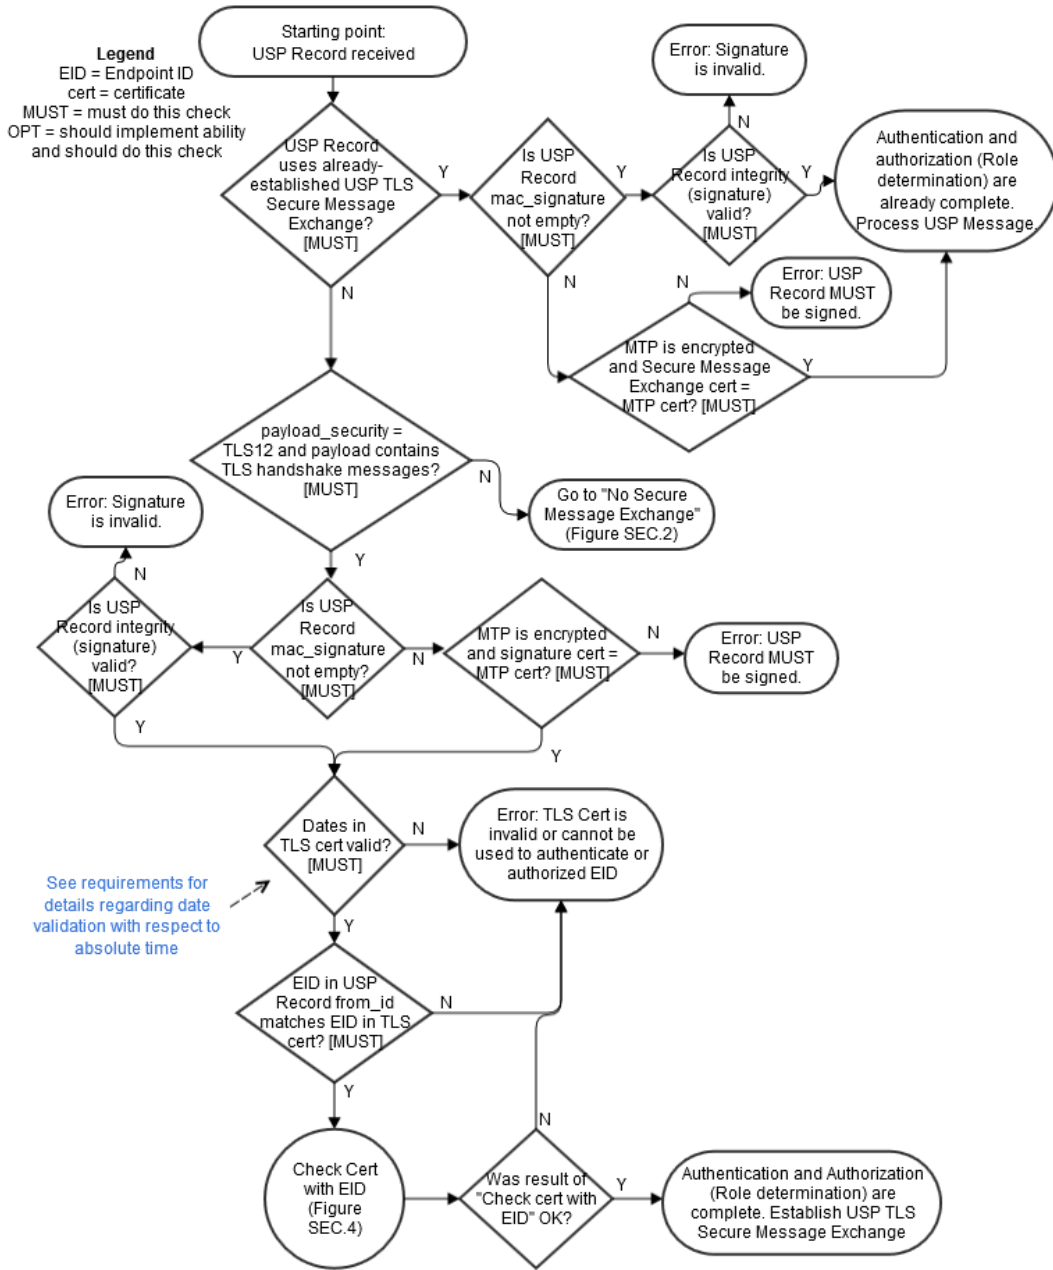 Starting point:
USP Record received
Legend
EID = Endpoint ID
cert = certificate
MUST = must do this check
OPT = should implement ability
and should do this check
Error: Signature
is invalid.
N
USP Record
uses already-
established USP TLS
Secure Message
Exchange?
[MUST]
Y
Is USP
Record
mac_signature
not empty?
[MUST]
Y
Is USP
Record integrity
(signature)
valid?
[MUST]
Y
Authentication and
authorization (Role
determination) are
already complete.
Process USP Message.
N
N
N
Error: USP
Record MUST
be signed.
MTP is encrypted
and Secure Message
Exchange cert =
MTP cert? [MUST]
Y
payload_security =
TLS12 and payload contains
TLS handshake messages?
[MUST]
N
Go to "No Secure
Message Exchange"
(Figure SEC.2)
Y
Error: Signature
is invalid.
N
Is USP
Record integrity
(signature)
valid?
[MUST]
Y
Is USP
Record
mac_signature
not empty?
[MUST]
N
MTP is encrypted
and signature cert =
MTP cert? [MUST]
N
Error: USP
Record MUST
be signed.
Y
Y
Dates in
TLS cert valid?
[MUST]
N
Error: TLS Cert is
invalid or cannot be
used to authenticate or
authorized EID
See requirements for
details regarding date
validation with respect to
absolute time
Y
EID in USP
Record from_id
matches EID in TLS
cert? [MUST]
N
Y
Check Cert
with EID
(Figure
SEC.4)
N
Was result of
"Check cert with
EID" OK?
Y
Authentication and Authorization
(Role determination) are
complete. Establish USP TLS
Secure Message Exchange